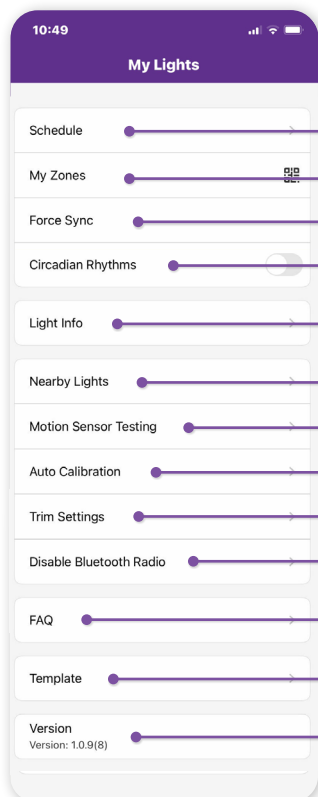 10:49
My Lights
Schedule
My Zones
Force Sync
Circadian Rhythms
Light Info
Nearby Lights
Motion Sensor Testing
Auto Calibration
Trim Settings
Disable Bluetooth Radio
FAQ
Template
Version
Version: 1.0.9(8)